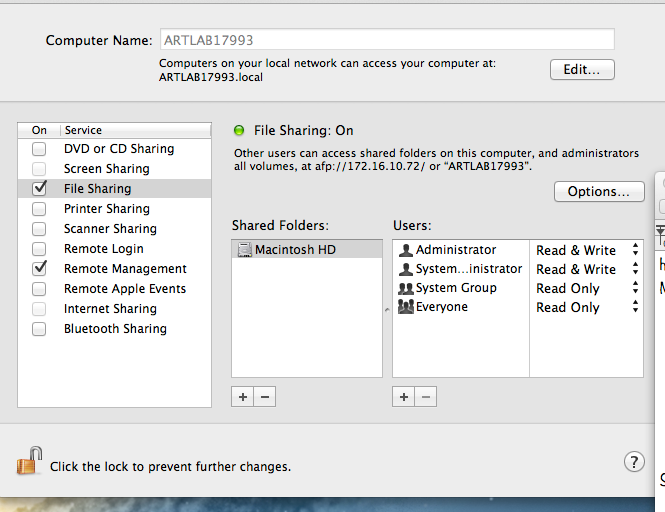 Computer Name: ARTLAB17993
Computers on your local network can access your computer at:
ARTLAB17993.local
Edit...
On Service
DVD or CD Sharing
Screen Sharing
File Sharing
Printer Sharing
Scanner Sharing
Remote Login
Remote Management
Remote Apple Events
Internet Sharing
Bluetooth Sharing
File Sharing: On
Other users can access shared folders on this computer, and administrators
all volumes, at afp://172.16.10.72/ or “ARTLAB17993”.
Options...
Shared Folders:
Macintosh HD
Users:
Administrator Read & Write
System...inistrator Read & Write
System Group Read Only
Everyone Read Only
+ −
+ −
Click the lock to prevent further changes.
?